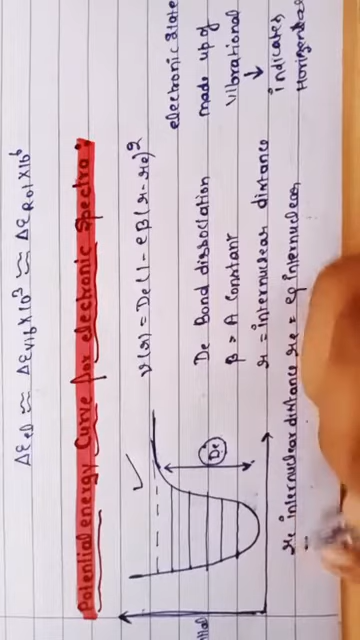 ΔEel ≈ ΔEvib × 10³ ≈ ΔERot × 10⁶
Potential energy Curve for electronic Spectra :
V(r) = De (1 - eβ(r-re)²
electronic state
De Bond dissociation
made up of
β = A Constant
vibrational
r = internuclear distance
↓
re internuclear distance re = eq internuclear
indicates
Horizontal
De